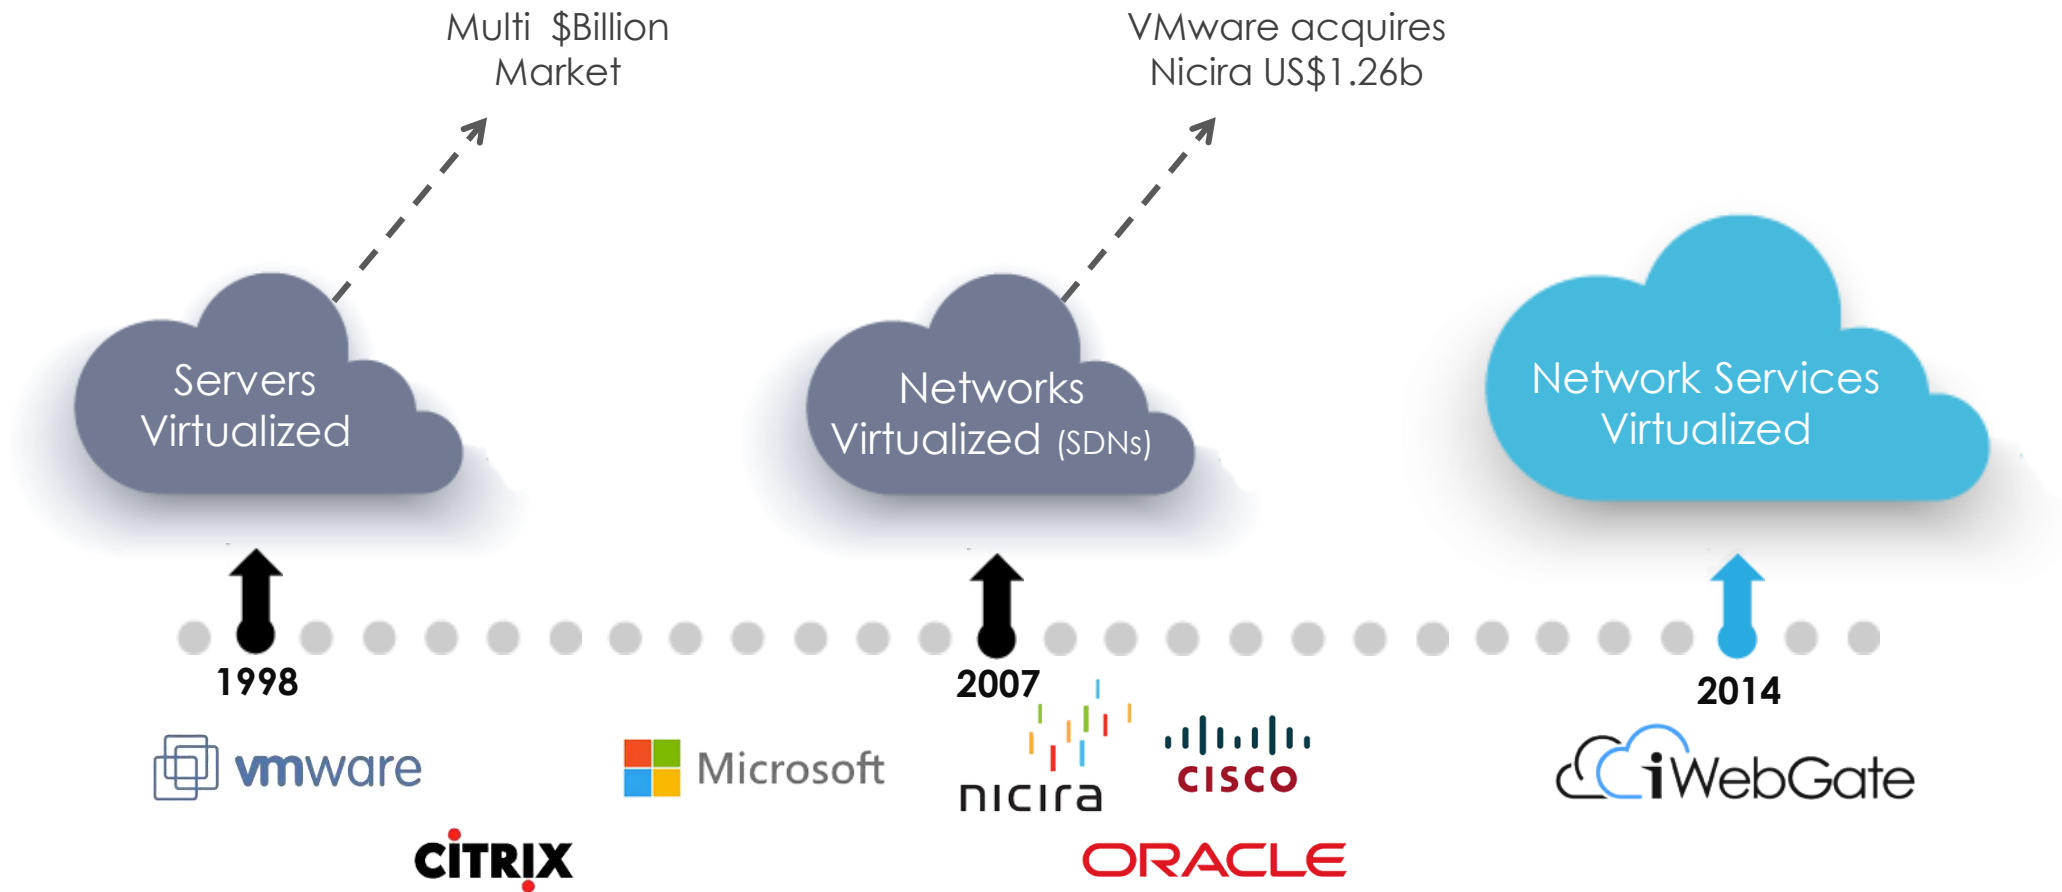 Multi $Billion
Market
VMware acquires
Nicira US$1.26b
Servers
Virtualized
Networks
Virtualized (SDNs)
Network Services
Virtualized
1998
2007
2014
vmware
Microsoft
nicira
CISCO
iWebGate
CiTRIX
ORACLE